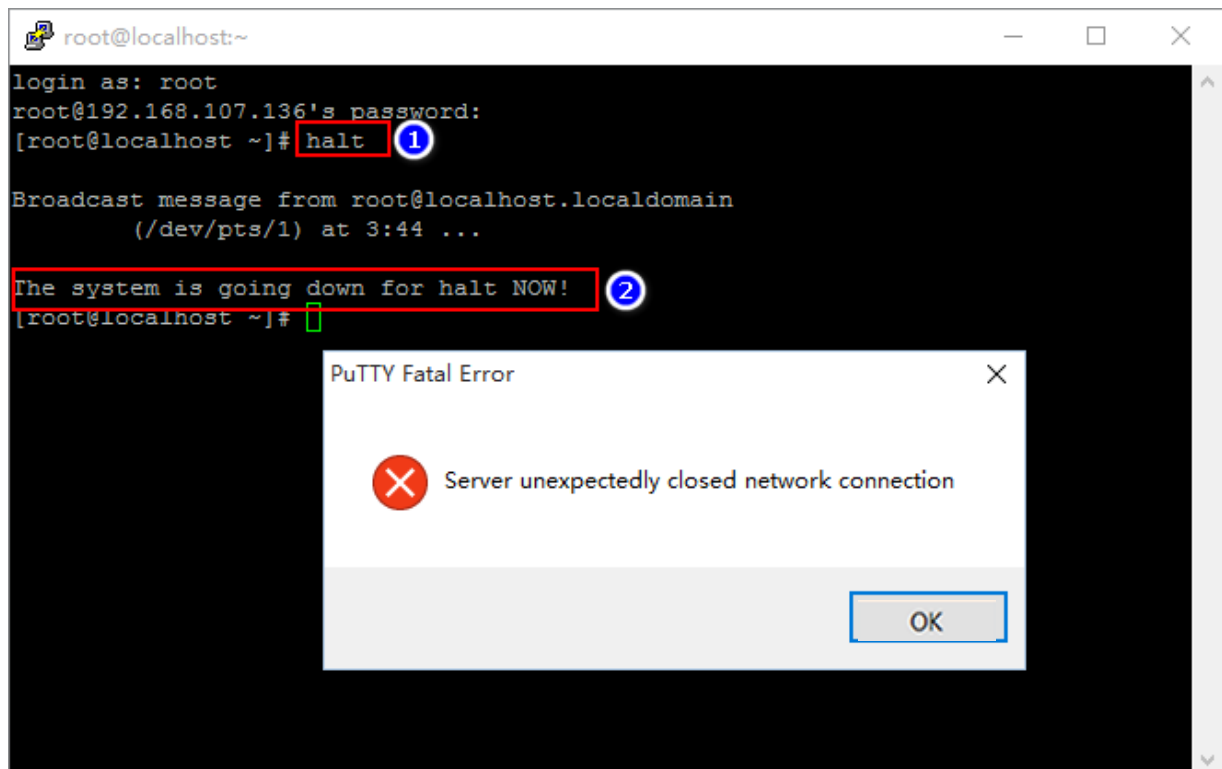 root@localhost:~
login as: root
root@192.168.107.136's password:
[root@localhost ~]# halt 1
Broadcast message from root@localhost.localdomain
(/dev/pts/1) at 3:44 ...
The system is going down for halt NOW! 2
[root@localhost ~]#
PuTTY Fatal Error
Server unexpectedly closed network connection
OK